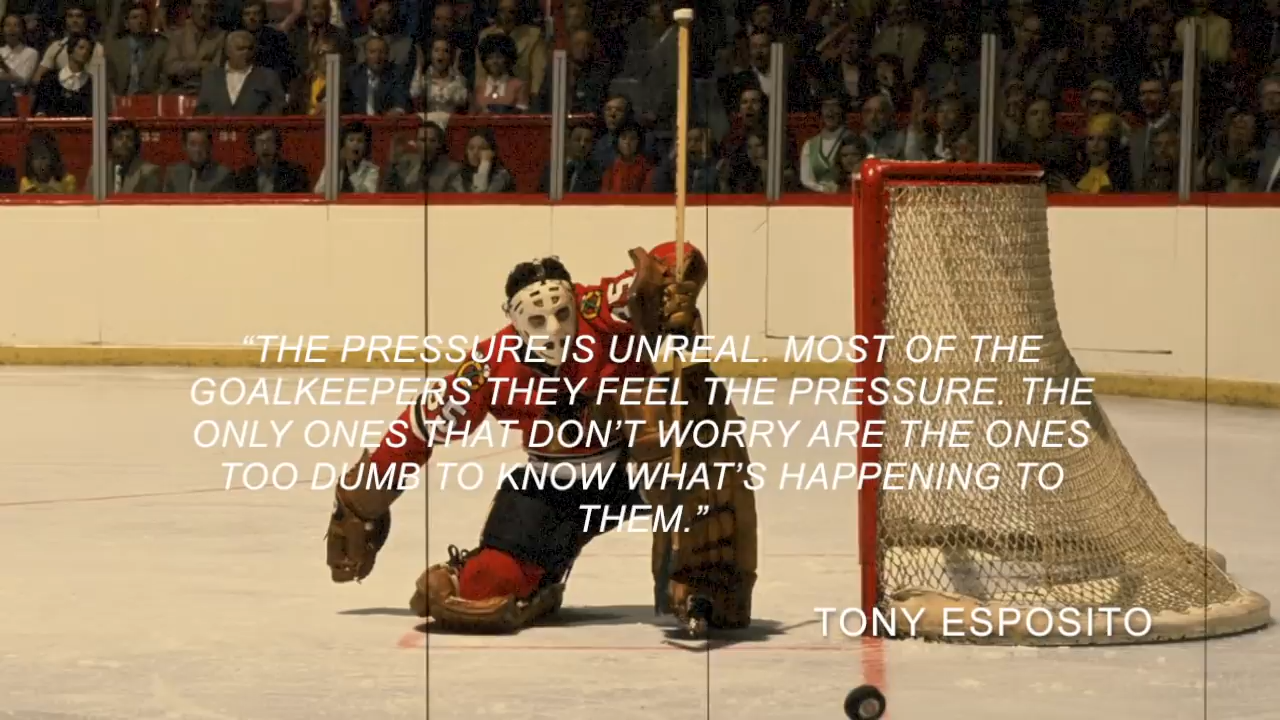 “THE PRESSURE IS UNREAL. MOST OF THE
GOALKEEPERS THEY FEEL THE PRESSURE. THE
ONLY ONES THAT DON’T WORRY ARE THE ONES
TOO DUMB TO KNOW WHAT’S HAPPENING TO
THEM.”
TONY ESPOSITO